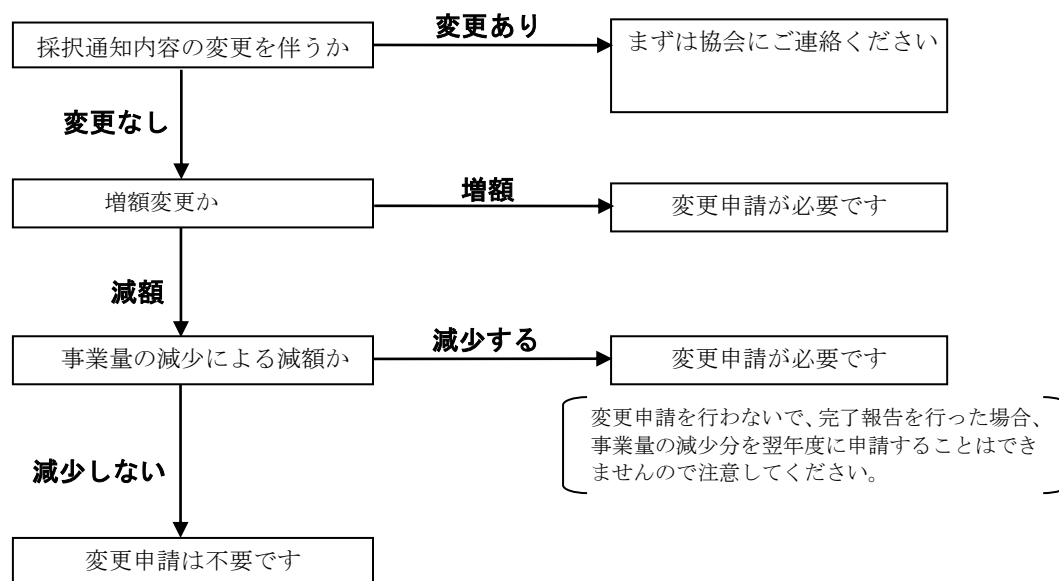 採択通知内容の変更を伴うか
変更あり
まずは協会にご連絡ください
変更なし
増額変更か
増額
変更申請が必要です
減額
事業量の減少による減額か
減少する
変更申請が必要です
変更申請を行わないで、完了報告を行った場合、
事業量の減少分を翌年度に申請することはでき
ませんので注意してください。
減少しない
変更申請は不要です